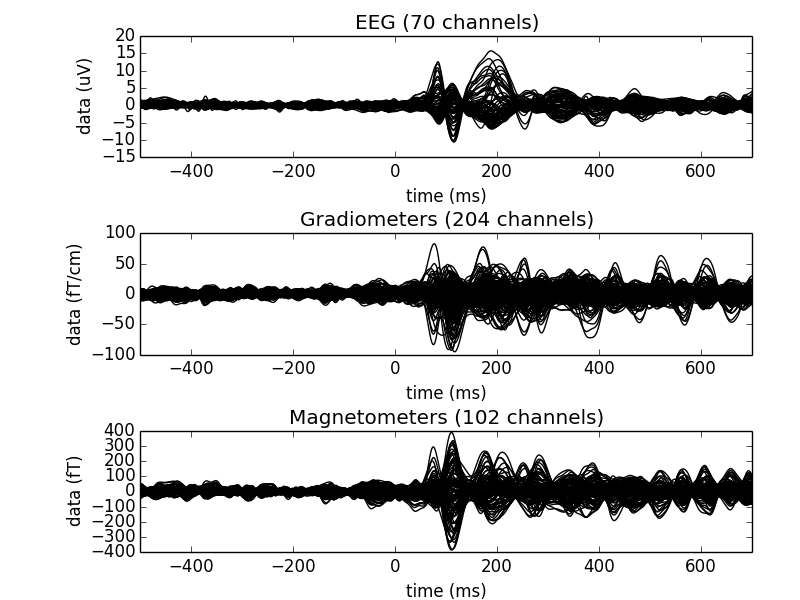 EEG (70 channels)
20
15
10
5
0
−5
−10
−15
data (uV)
−400 −200 0 200 400 600
time (ms)
Gradiometers (204 channels)
100
50
0
−50
−100
data (fT/cm)
−400 −200 0 200 400 600
time (ms)
Magnetometers (102 channels)
400
300
200
100
0
−100
−200
−300
−400
data (fT)
−400 −200 0 200 400 600
time (ms)